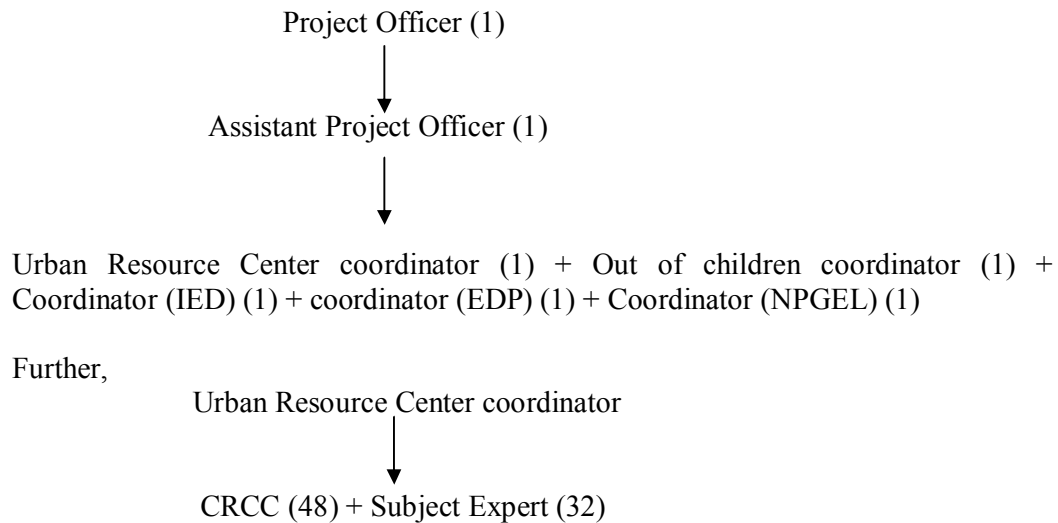 Project Officer (1)
Assistant Project Officer (1)
Urban Resource Center coordinator (1) + Out of children coordinator (1) +
Coordinator (IED) (1) + coordinator (EDP) (1) + Coordinator (NPGEL) (1)
Further,
Urban Resource Center coordinator
CRCC (48) + Subject Expert (32)